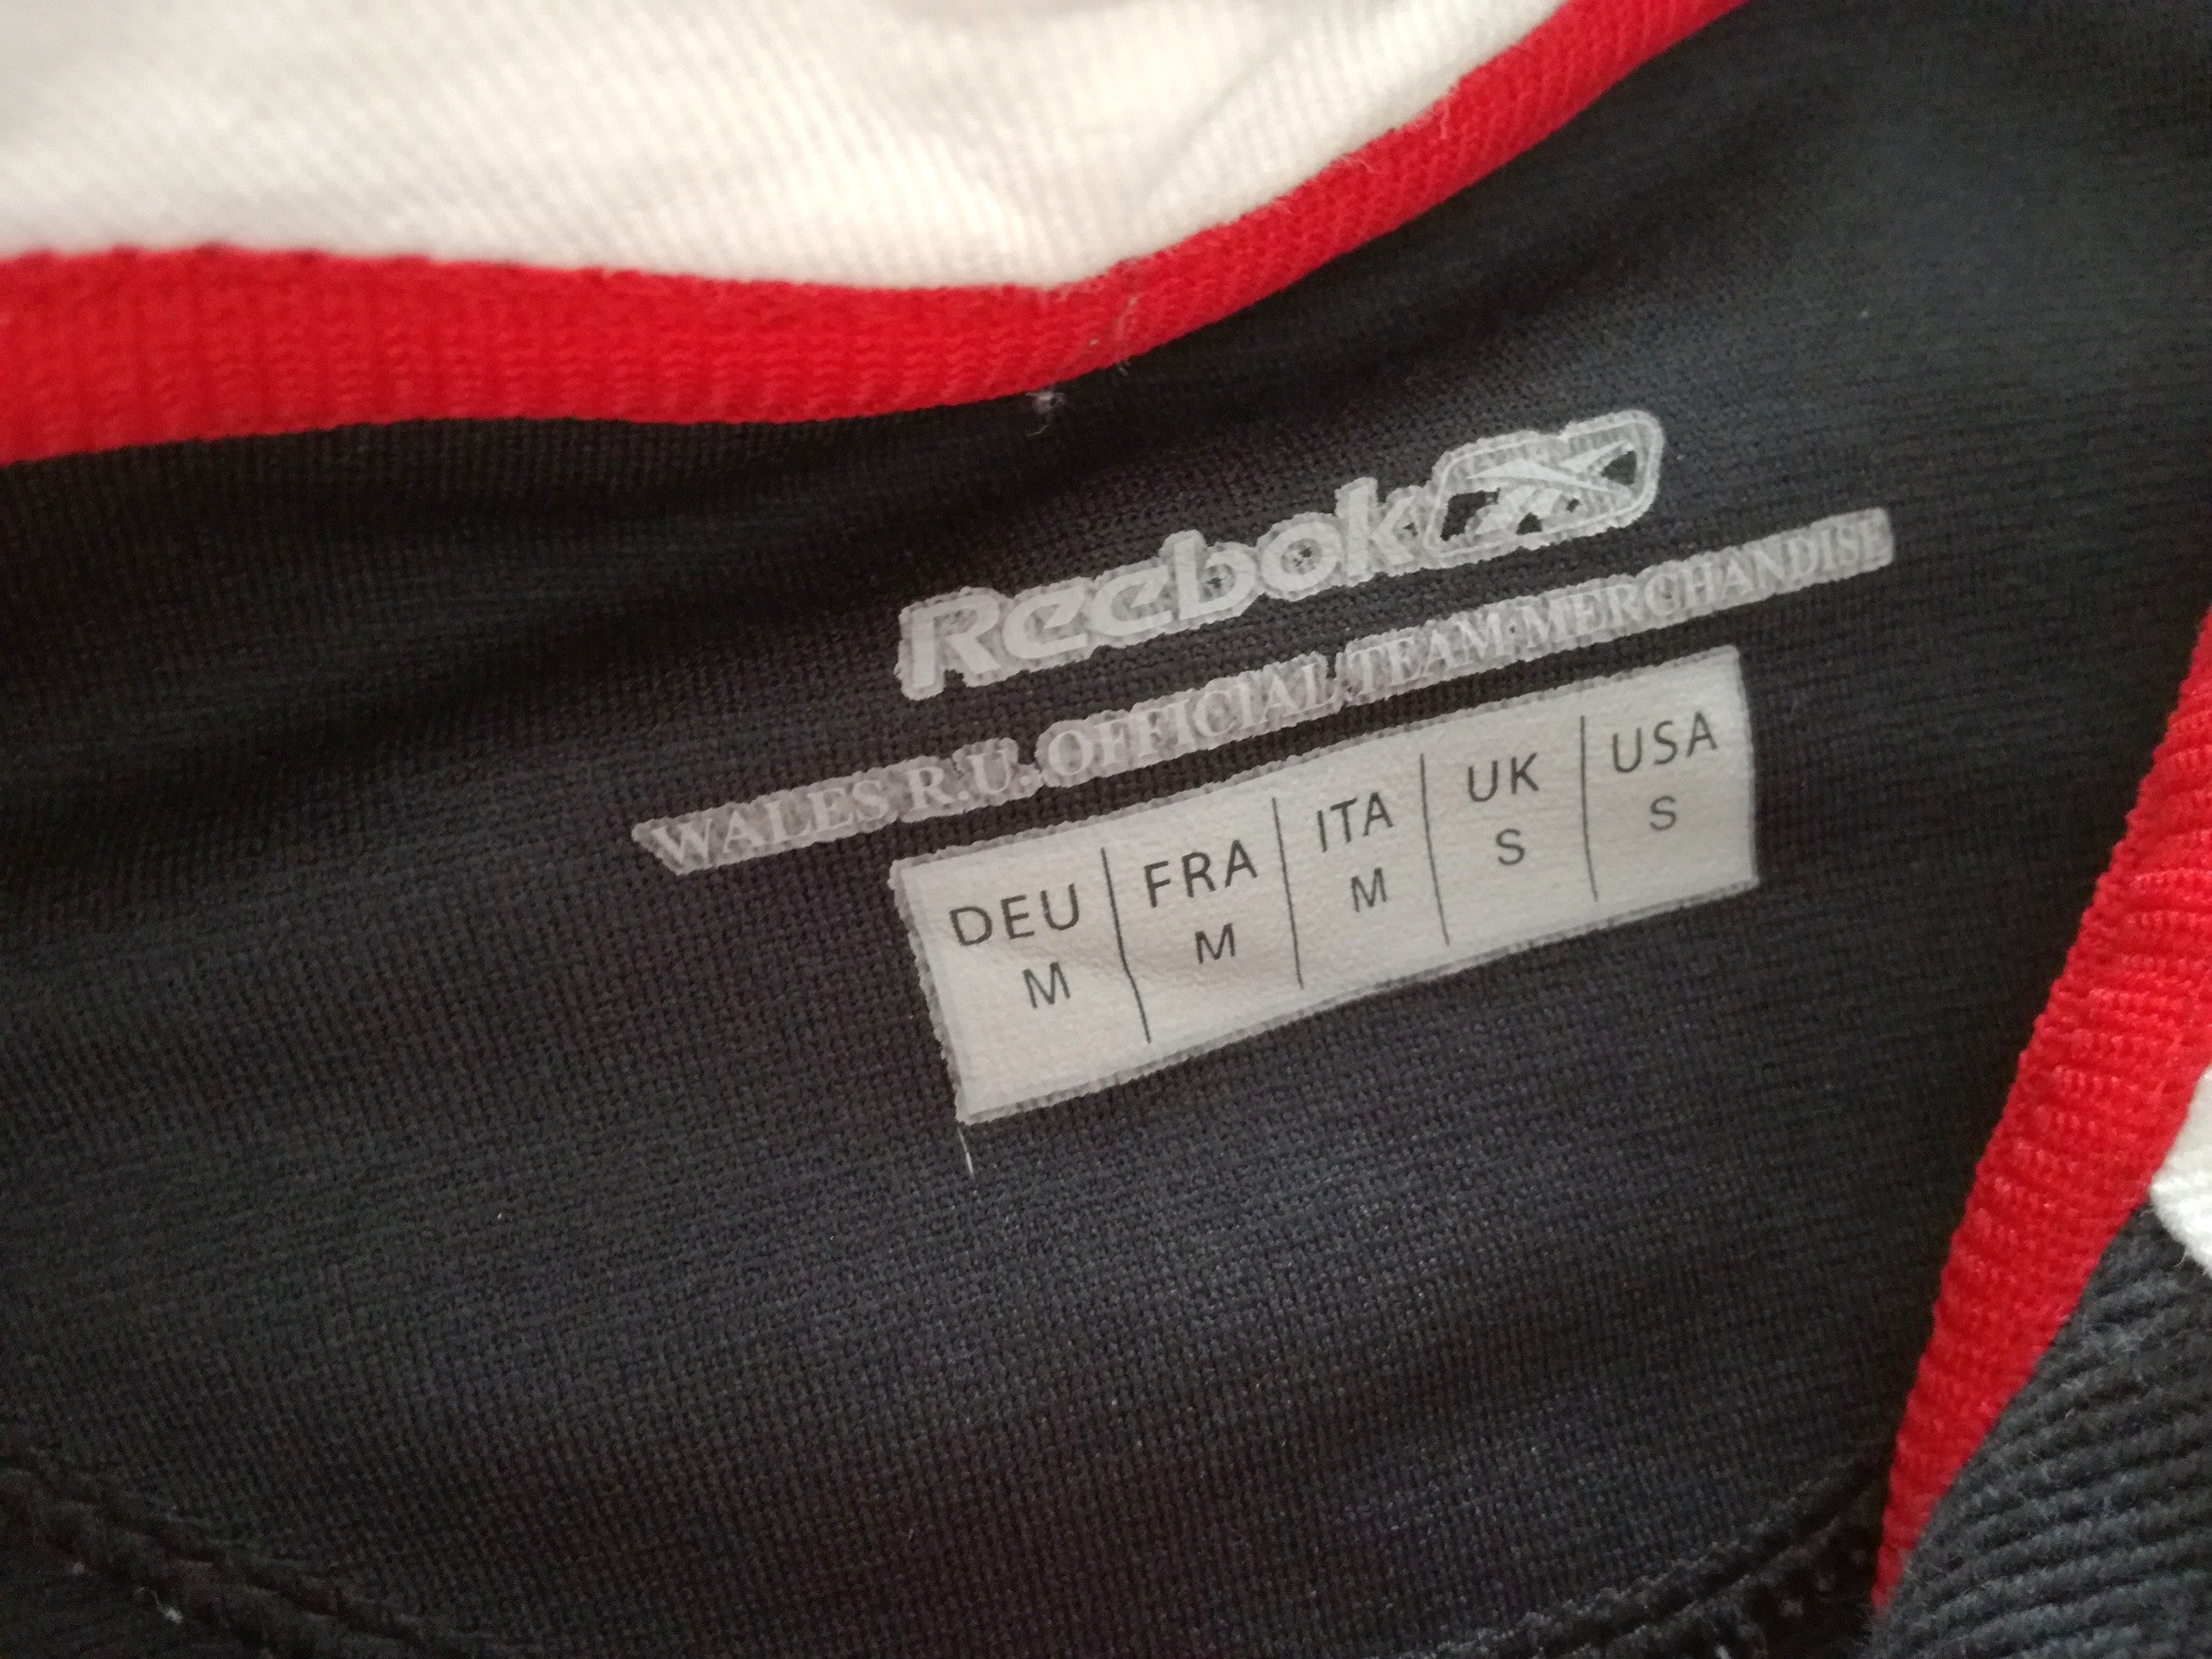 Reebok
WALES R.U. OFFICIAL TEAM MERCHANDISE
DEU FRA ITA UK USA
M M M S S